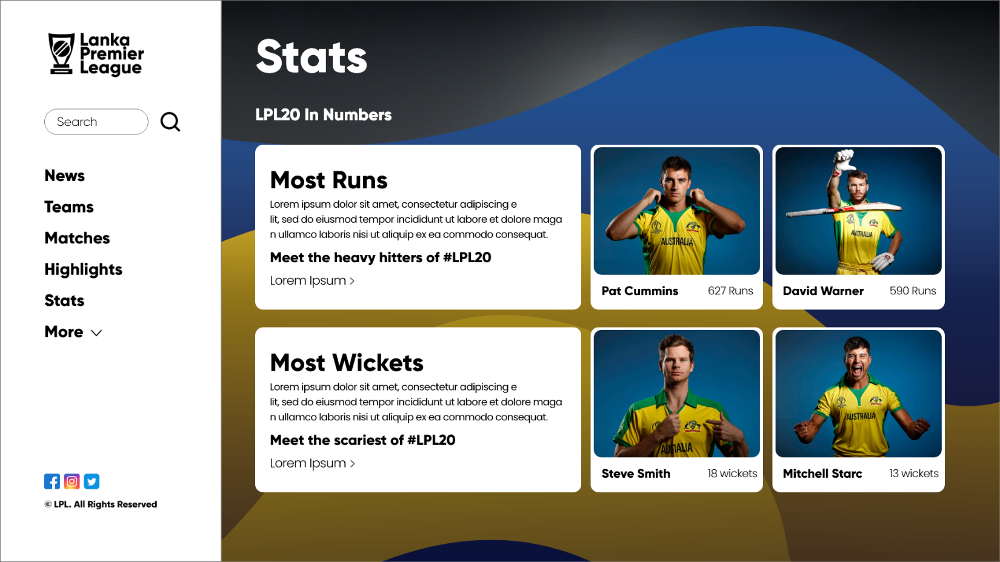 Lanka
Premier
League
Search
News
Teams
Matches
Highlights
Stats
More
© LPL. All Rights Reserved
Stats
LPL20 In Numbers
Most Runs
Lorem ipsum dolor sit amet, consectetur adipiscing e
lit, sed do eiusmod tempor incididunt ut labore et dolore maga
n ullamco laboris nisi ut aliquip ex ea commodo consequat.
Meet the heavy hitters of #LPL20
Lorem Ipsum >
AUSTRALIA
Pat Cummins 627 Runs
AUSTRALIA
David Warner 590 Runs
Most Wickets
Lorem ipsum dolor sit amet, consectetur adipiscing e
lit, sed do eiusmod tempor incididunt ut labore et dolore maga
n ullamco laboris nisi ut aliquip ex ea commodo consequat.
Meet the scariest of #LPL20
Lorem Ipsum >
AUSTRALIA
Steve Smith 18 wickets
AUSTRALIA
Mitchell Starc 13 wickets